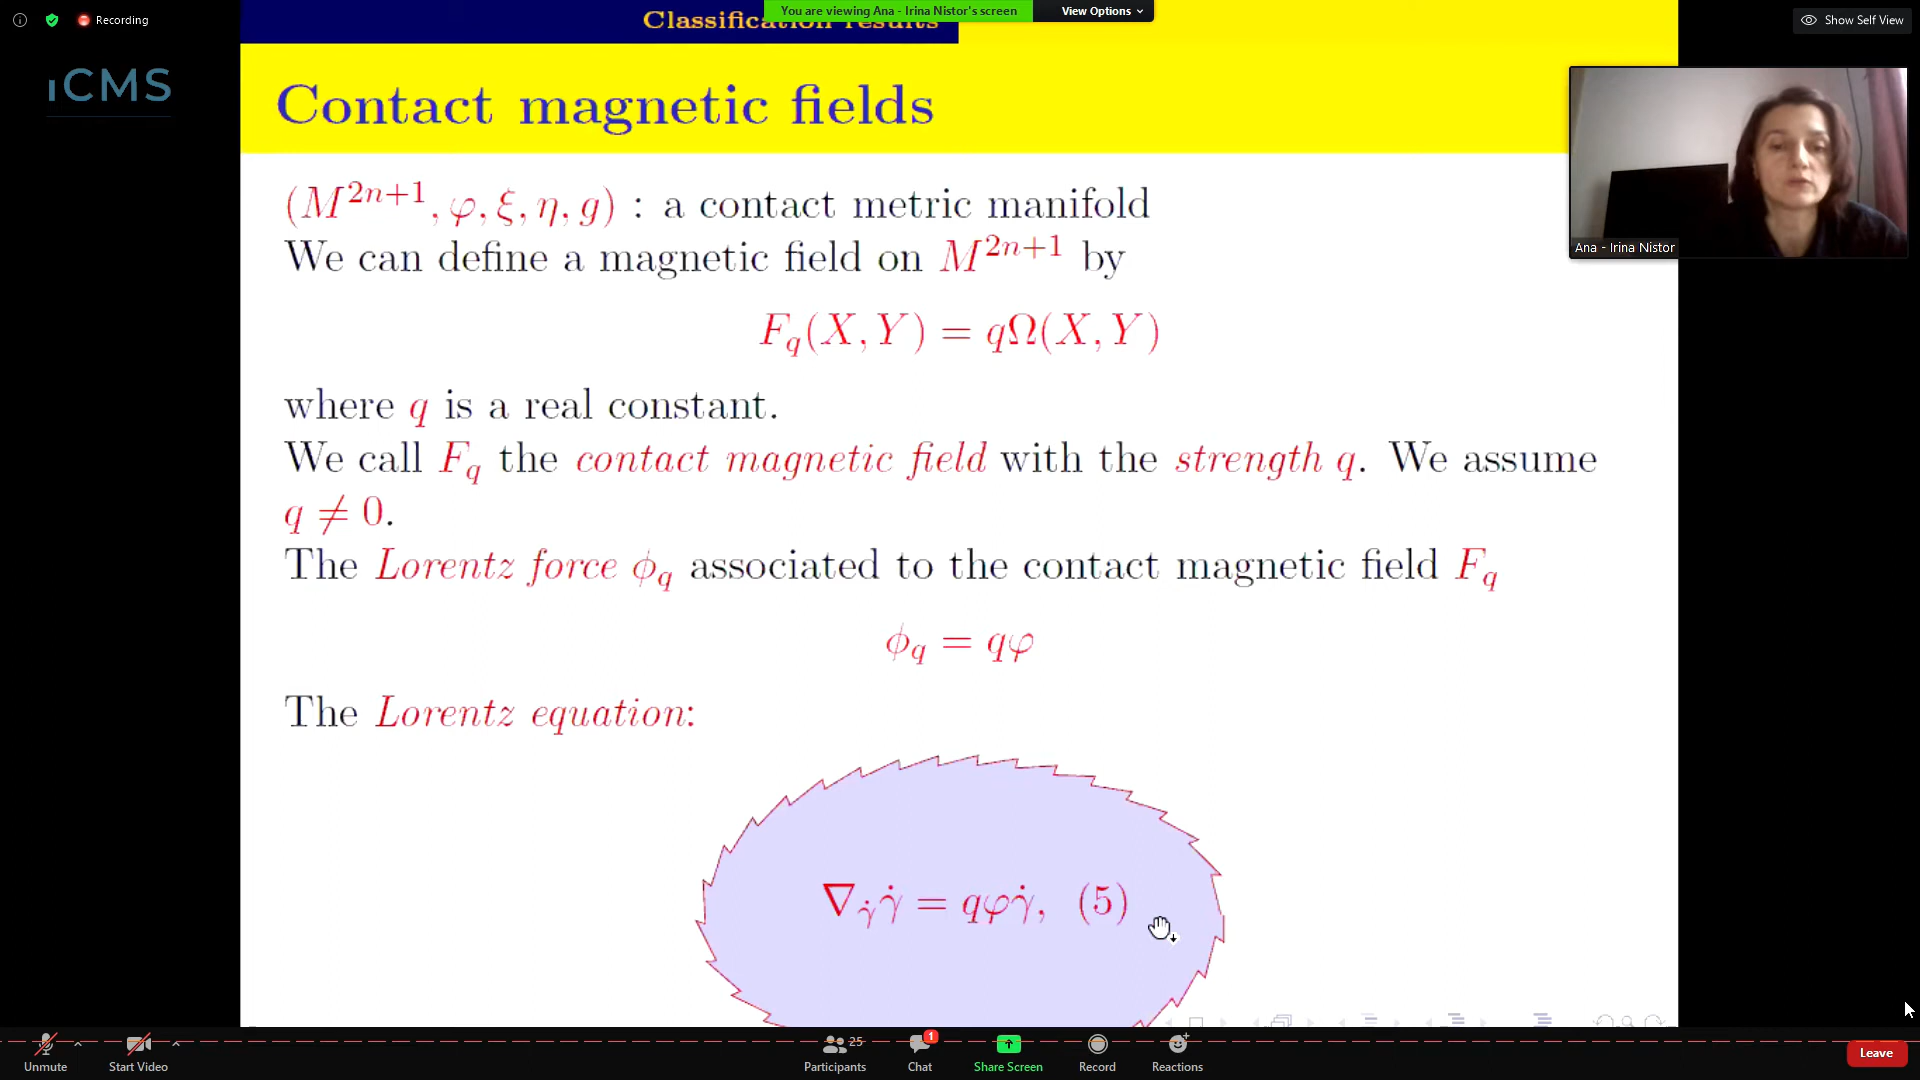 Recording
Classification results
You are viewing Ana - Irina Nistor's screen
View Options
Show Self View
iCMS
Contact magnetic fields
Ana - Irina Nistor
(M^{2n+1}, φ, ξ, η, g) : a contact metric manifold
We can define a magnetic field on M^{2n+1} by
F_q(X, Y) = qΩ(X, Y)
where q is a real constant.
We call F_q the contact magnetic field with the strength q. We assume
q ≠ 0.
The Lorentz force ϕ_q associated to the contact magnetic field F_q
ϕ_q = qφ
The Lorentz equation:
∇_{γ̇}γ̇ = qφγ̇, (5)
Unmute
Start Video
25
Participants
1
Chat
Share Screen
Record
Reactions
Leave